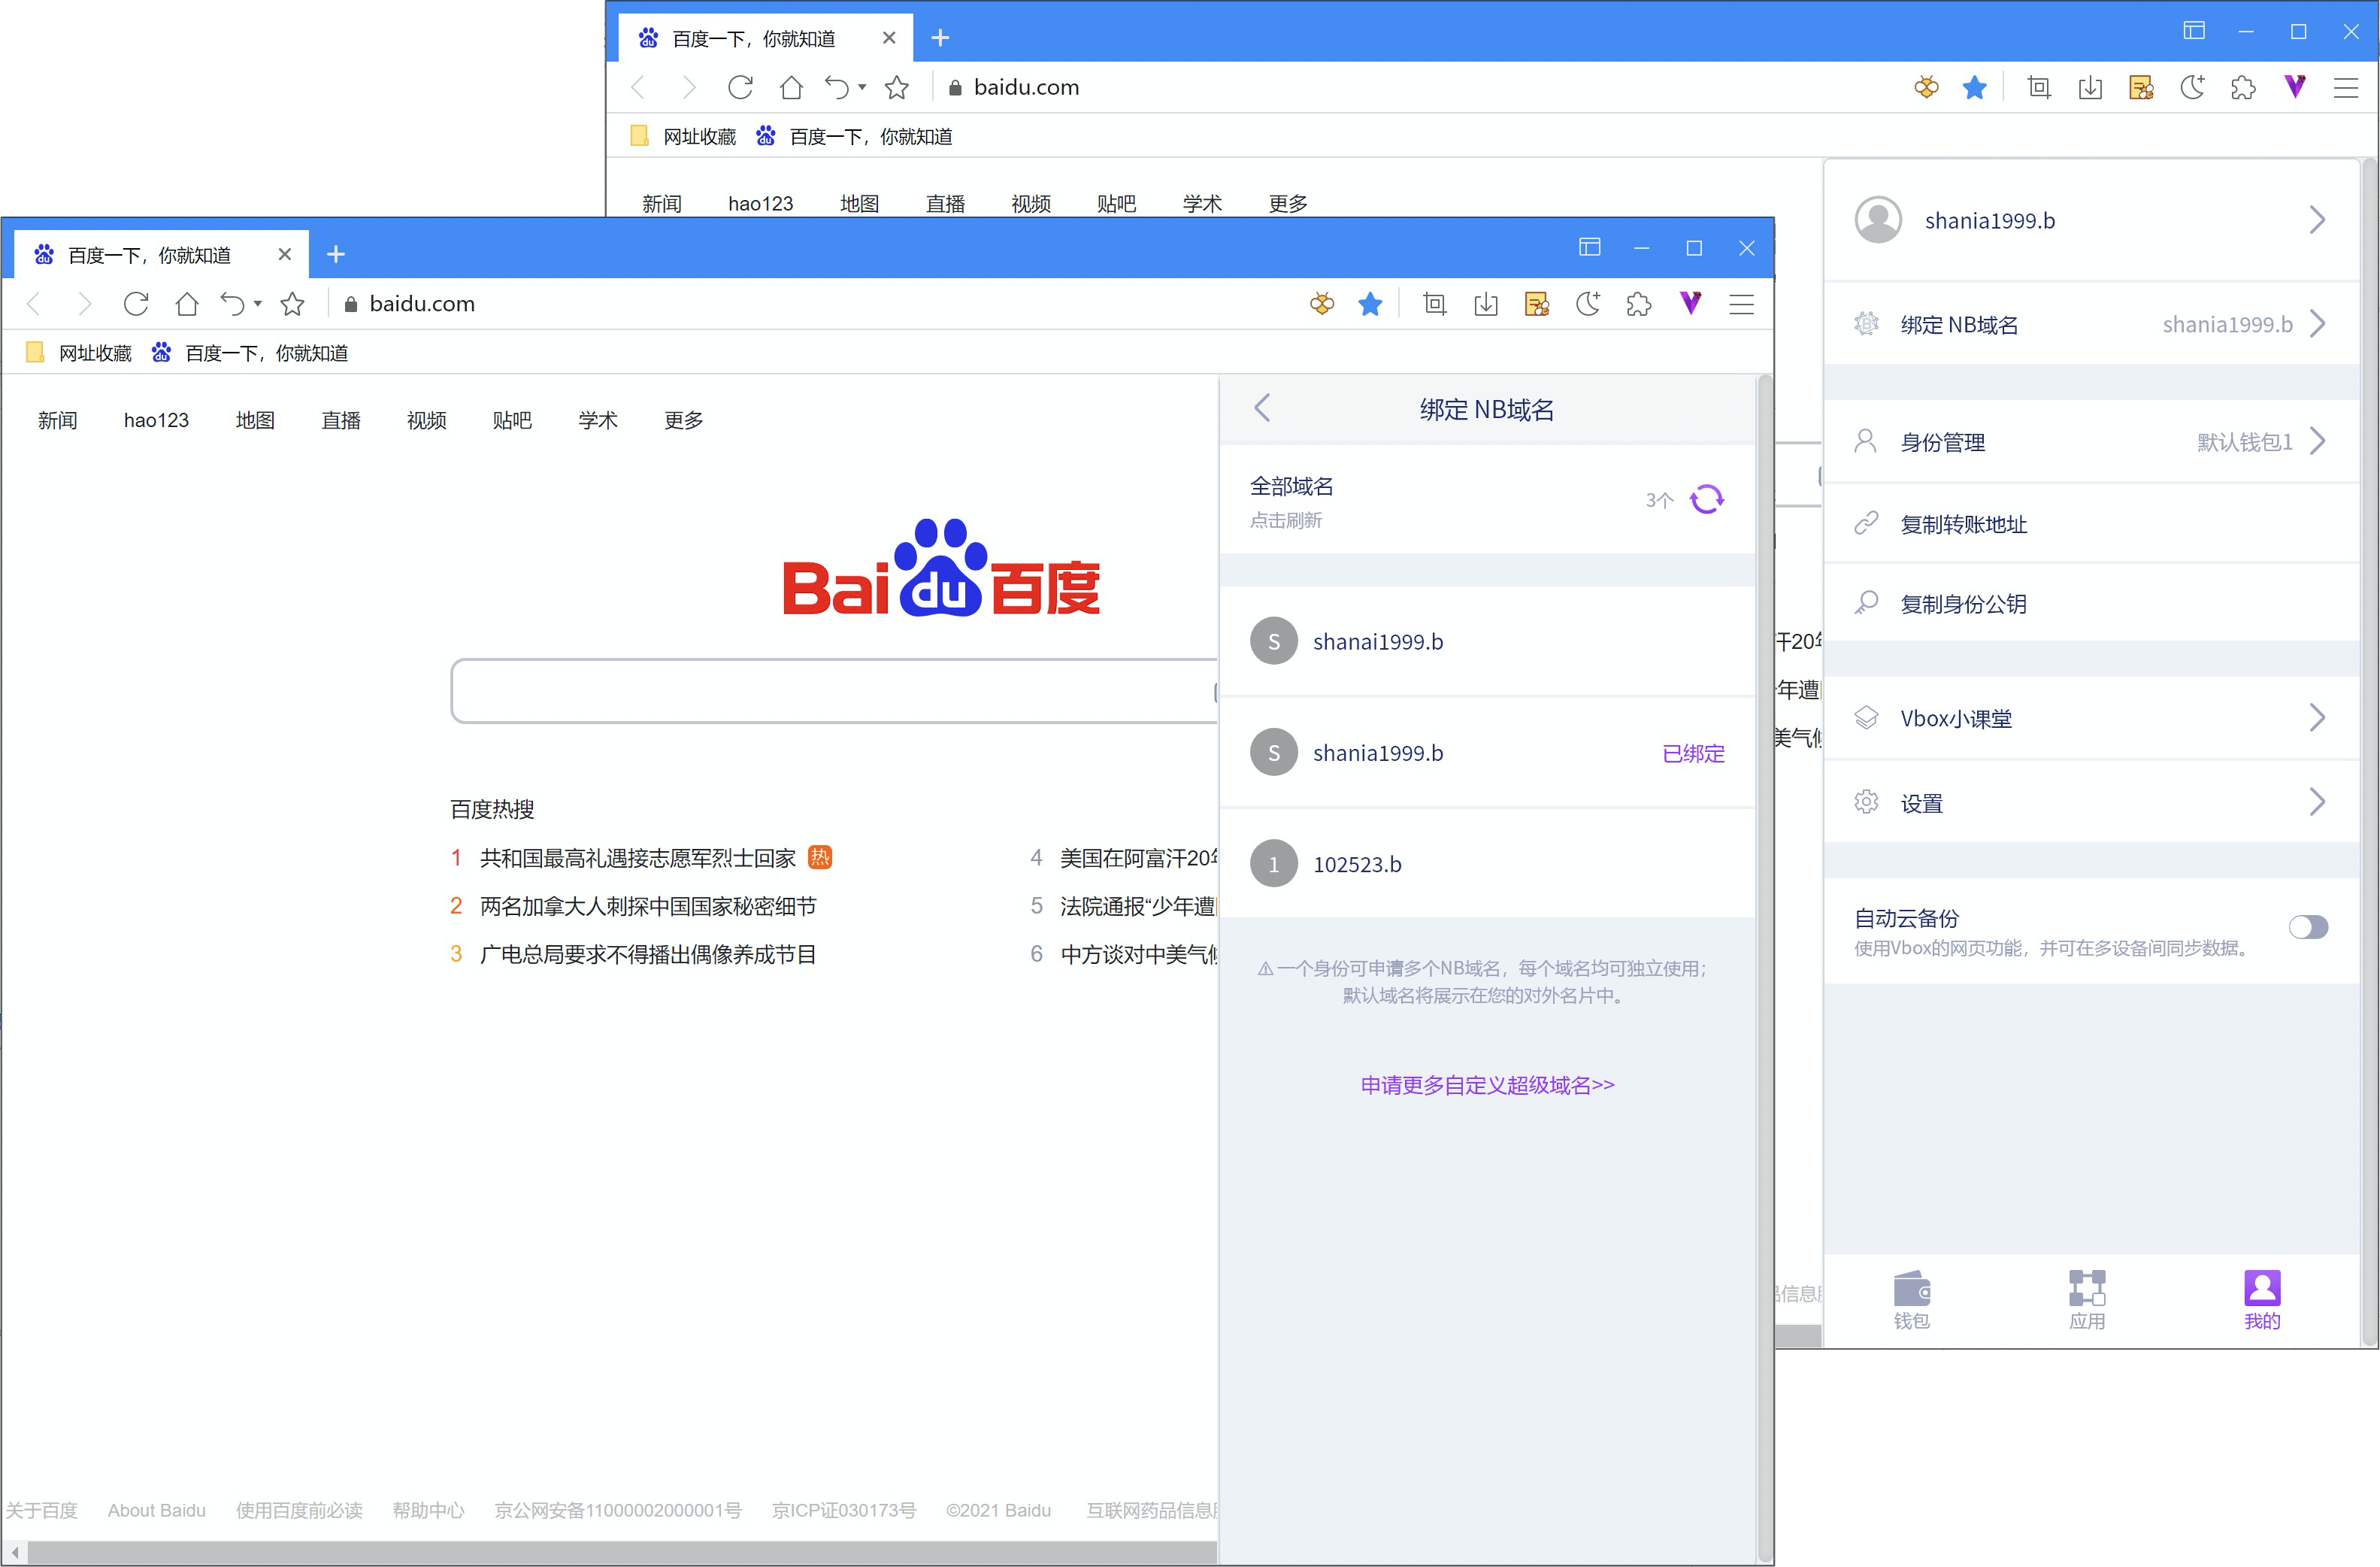 百度一下，你就知道
baidu.com
网址收藏 百度一下，你就知道
新闻 hao123 地图 直播 视频 贴吧 学术 更多
shania1999.b
绑定 NB域名 shania1999.b
身份管理 默认钱包1
复制转账地址
复制身份公钥
Vbox小课堂
设置
自动云备份
使用Vbox的网页功能，并可在多设备间同步数据。
钱包 应用 我的
汗20年
年遭
美气候
品信息
百度一下，你就知道
baidu.com
网址收藏 百度一下，你就知道
新闻 hao123 地图 直播 视频 贴吧 学术 更多
Bai du 百度
百度热搜
1 共和国最高礼遇接志愿军烈士回家 热
2 两名加拿大人刺探中国国家秘密细节
3 广电总局要求不得播出偶像养成节目
4 美国在阿富汗20年
5 法院通报“少年遭
6 中方谈对中美气候
关于百度 About Baidu 使用百度前必读 帮助中心 京公网安备11000002000001号 京ICP证030173号 ©2021 Baidu 互联网药品信息
绑定 NB域名
全部域名
点击刷新
3个
S shanai1999.b
S shania1999.b 已绑定
1 102523.b
一个身份可申请多个NB域名，每个域名均可独立使用；
默认域名将展示在您的对外名片中。
申请更多自定义超级域名>>